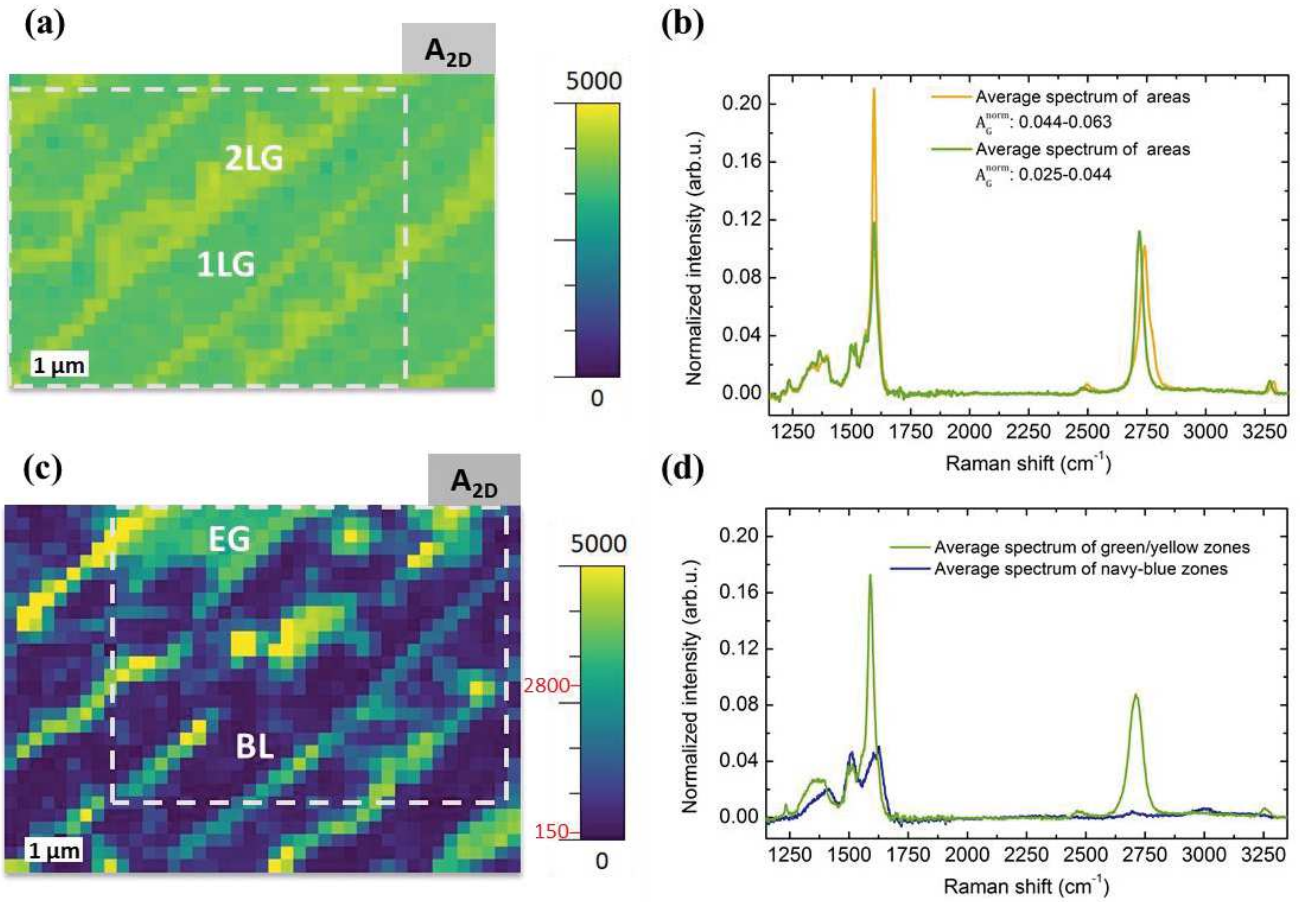 (a)
A2D
2LG
1LG
1 µm
5000
0
(b)
Normalized intensity (arb.u.)
0.20
0.16
0.12
0.08
0.04
0.00
Average spectrum of areas
A_G^norm: 0.044-0.063
Average spectrum of areas
A_G^norm: 0.025-0.044
1250 1500 1750 2000 2250 2500 2750 3000 3250
Raman shift (cm⁻¹)
(c)
A2D
EG
BL
1 µm
5000
2800
150
0
(d)
Normalized intensity (arb.u.)
0.20
0.16
0.12
0.08
0.04
0.00
Average spectrum of green/yellow zones
Average spectrum of navy-blue zones
1250 1500 1750 2000 2250 2500 2750 3000 3250
Raman shift (cm⁻¹)